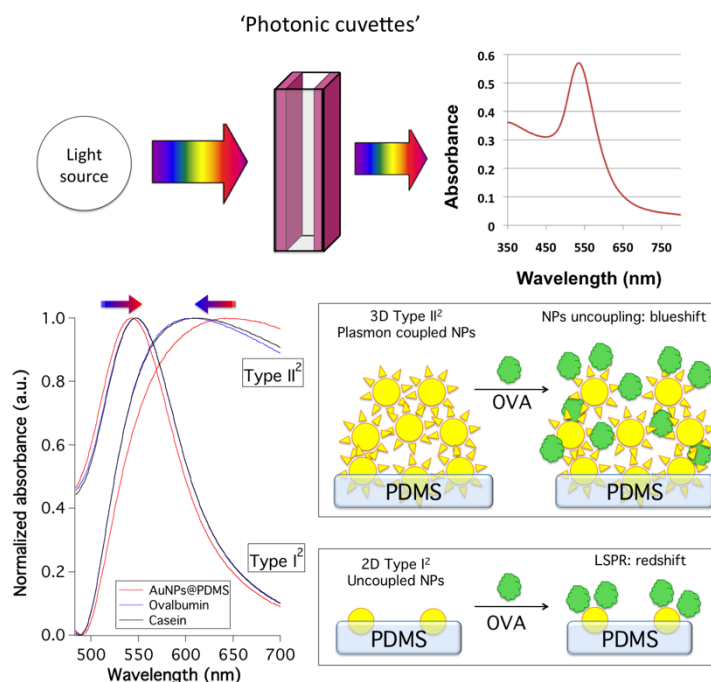 ‘Photonic cuvettes’
Light
source
Absorbance
0.6
0.5
0.4
0.3
0.2
0.1
0
350 450 550 650 750
Wavelength (nm)
Normalized absorbance (a.u.)
1.0
0.8
0.6
0.4
0.2
0.0
Type II²
Type I²
AuNPs@PDMS
Ovalbumin
Casein
500 550 600 650 700
Wavelength (nm)
3D Type II²
Plasmon coupled NPs
NPs uncoupling: blueshift
OVA
PDMS
PDMS
2D Type I²
Uncoupled NPs
LSPR: redshift
OVA
PDMS
PDMS